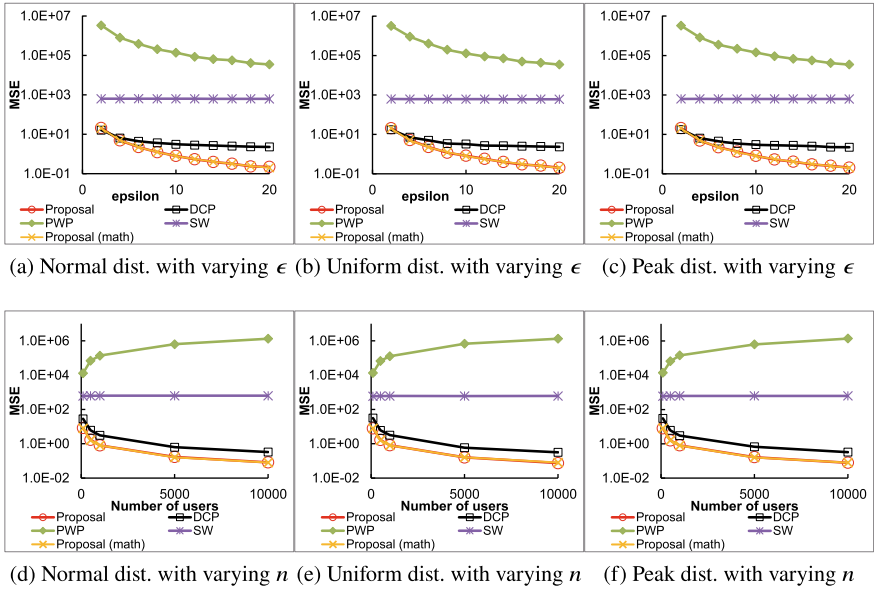 1.0E+07 1.0E+07 1.0E+07
1.0E+05 1.0E+05 1.0E+05
MSE 1.0E+03 MSE 1.0E+03 MSE 1.0E+03
1.0E+01 1.0E+01 1.0E+01
1.0E-01 1.0E-01 1.0E-01
0 10 20 0 10 20 0 10 20
epsilon epsilon epsilon
Proposal DCP Proposal DCP Proposal DCP
PWP SW PWP SW PWP SW
Proposal (math) Proposal (math) Proposal (math)
(a) Normal dist. with varying ϵ (b) Uniform dist. with varying ϵ (c) Peak dist. with varying ϵ
1.0E+06 1.0E+06 1.0E+06
1.0E+04 1.0E+04 1.0E+04
MSE 1.0E+02 MSE 1.0E+02 MSE 1.0E+02
1.0E+00 1.0E+00 1.0E+00
1.0E-02 1.0E-02 1.0E-02
0 5000 10000 0 5000 10000 0 5000 10000
Number of users Number of users Number of users
Proposal DCP Proposal DCP Proposal DCP
PWP SW PWP SW PWP SW
Proposal (math) Proposal (math) Proposal (math)
(d) Normal dist. with varying n (e) Uniform dist. with varying n (f) Peak dist. with varying n